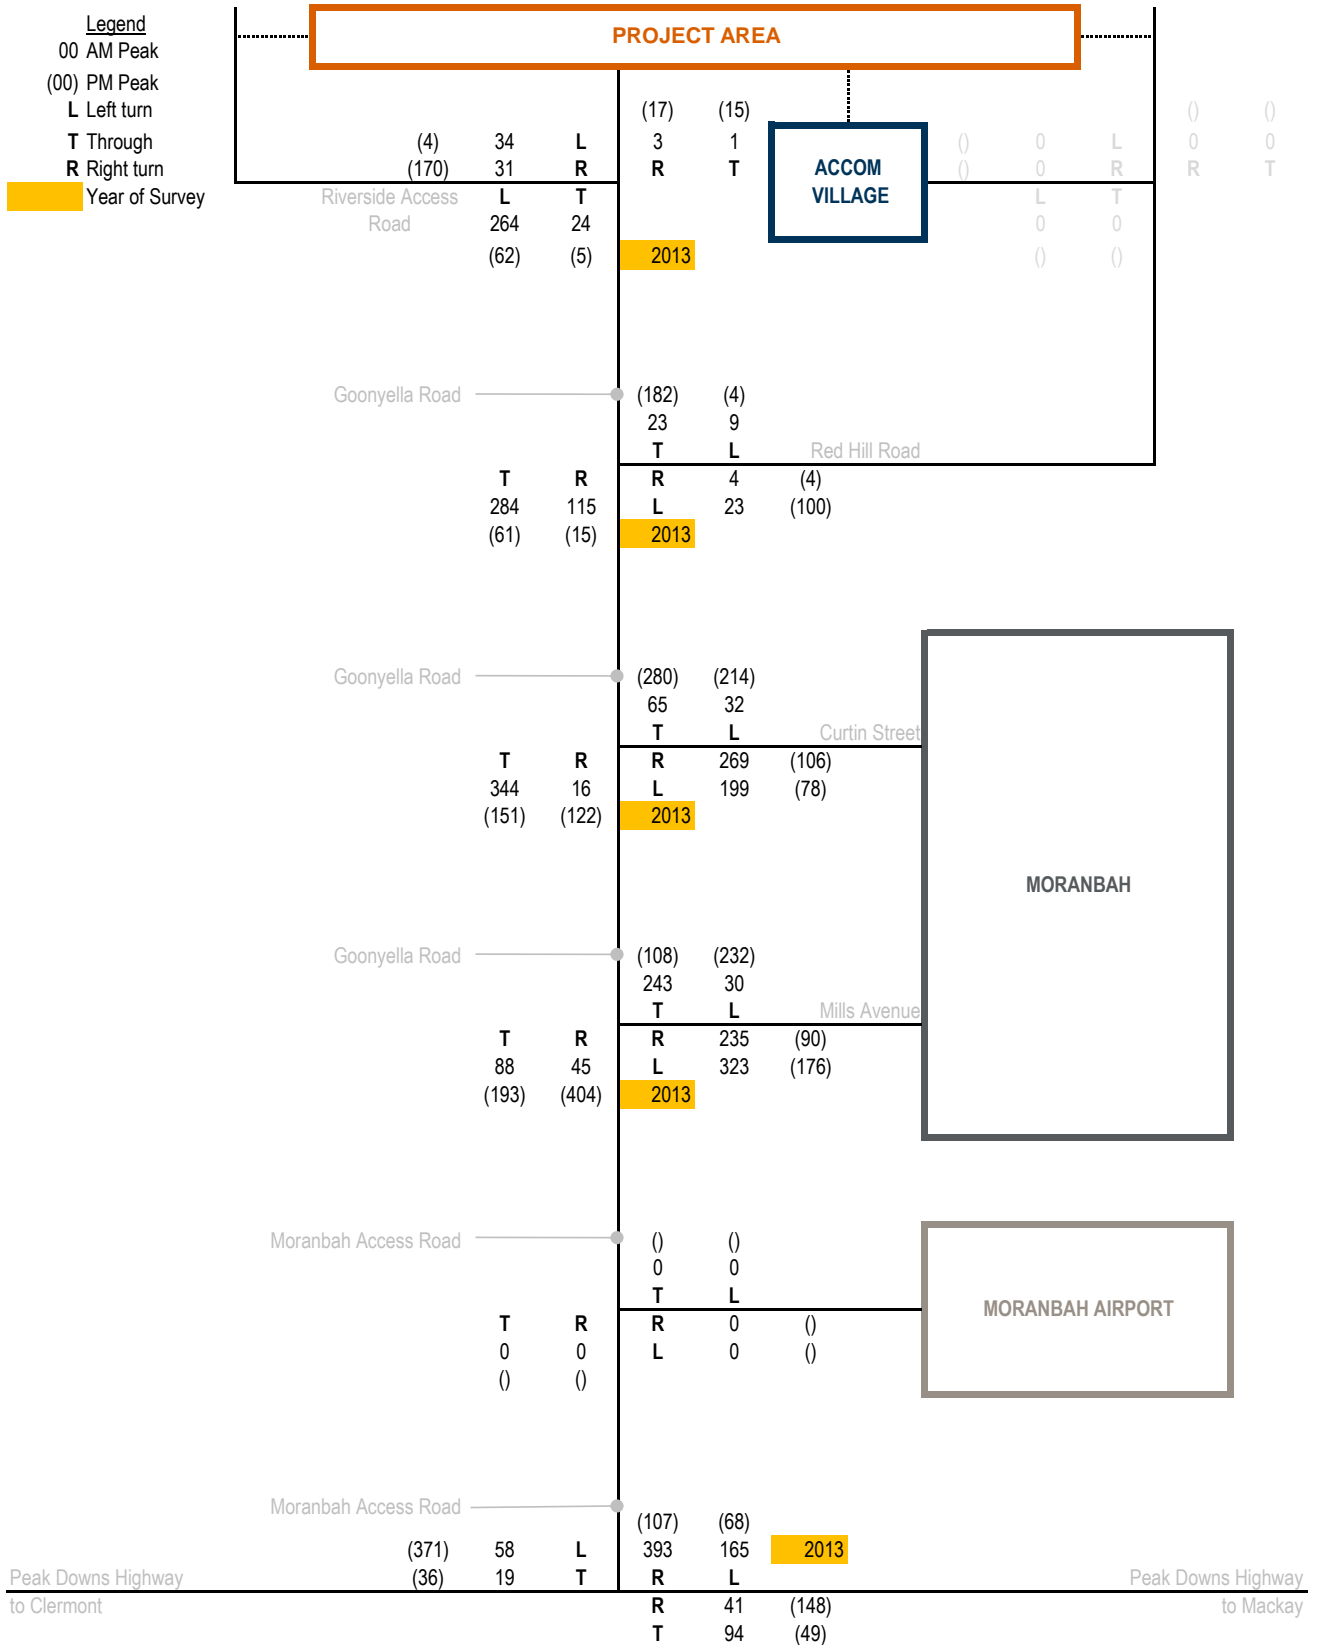 Legend
00 AM Peak
(00) PM Peak
L Left turn
T Through
R Right turn
Year of Survey
PROJECT AREA
(17) (15)
(4) 34 L 3 1
(170) 31 R R T
Riverside Access Road
L T
264 24
(62) (5) 2013
ACCOM
VILLAGE
() ()
() 0 L 0 0
() 0 R R T
L T
0 0
() ()
Goonyella Road (182) (4)
23 9
T L Red Hill Road
T R R 4 (4)
284 115 L 23 (100)
(61) (15) 2013
Goonyella Road (280) (214)
65 32
T L Curtin Street
T R R 269 (106)
344 16 L 199 (78)
(151) (122) 2013
MORANBAH
Goonyella Road (108) (232)
243 30
T L Mills Avenue
T R R 235 (90)
88 45 L 323 (176)
(193) (404) 2013
Moranbah Access Road () ()
0 0
T L
MORANBAH AIRPORT
T R R 0 ()
0 0 L 0 ()
() ()
Moranbah Access Road
(107) (68)
(371) 58 L 393 165 2013
Peak Downs Highway (36) 19 T R L Peak Downs Highway
to Clermont R 41 (148) to Mackay
T 94 (49)